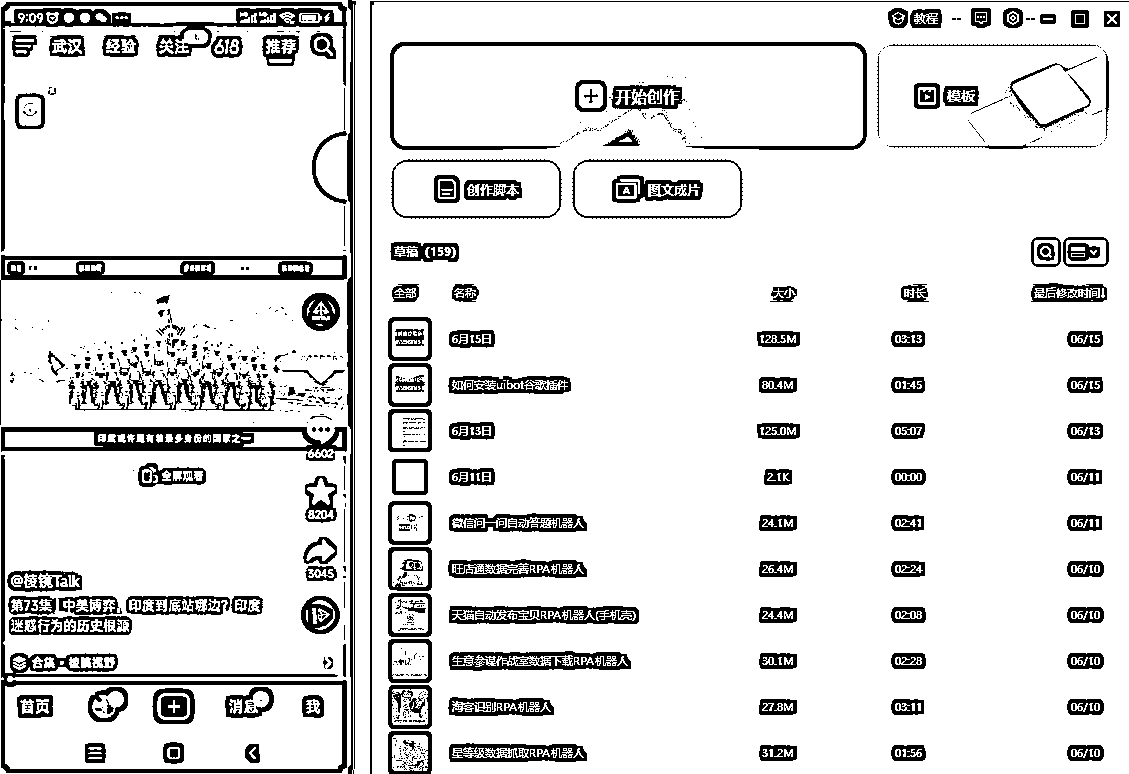 9:09
武汉 经验 关注 618 推荐
6602
印度或许是有着最多身份的国家之一
全屏观看
8204
3045
@棱镜Talk
第73集 | 中美博弈，印度到底站哪边？印度
迷惑行为的历史根源
合集·棱镜视野
首页 消息 我
教程
开始创作
模板
创作脚本
图文成片
草稿 (159)
全部 名称 大小 时长 最后修改时间
6月15日 128.5M 03:13 06/15
如何安装uibot谷歌插件 80.4M 01:45 06/15
6月13日 125.0M 05:07 06/13
6月11日 2.1K 00:00 06/11
微信问一问自动答题机器人 24.1M 02:41 06/11
旺店通数据完善RPA机器人 26.4M 02:24 06/10
天猫自动发布宝贝RPA机器人(手机壳) 24.4M 02:08 06/10
生意参谋作战室数据下载RPA机器人 30.1M 02:28 06/10
淘客识别RPA机器人 27.8M 03:11 06/10
星等级数据抓取RPA机器人 31.2M 01:56 06/10